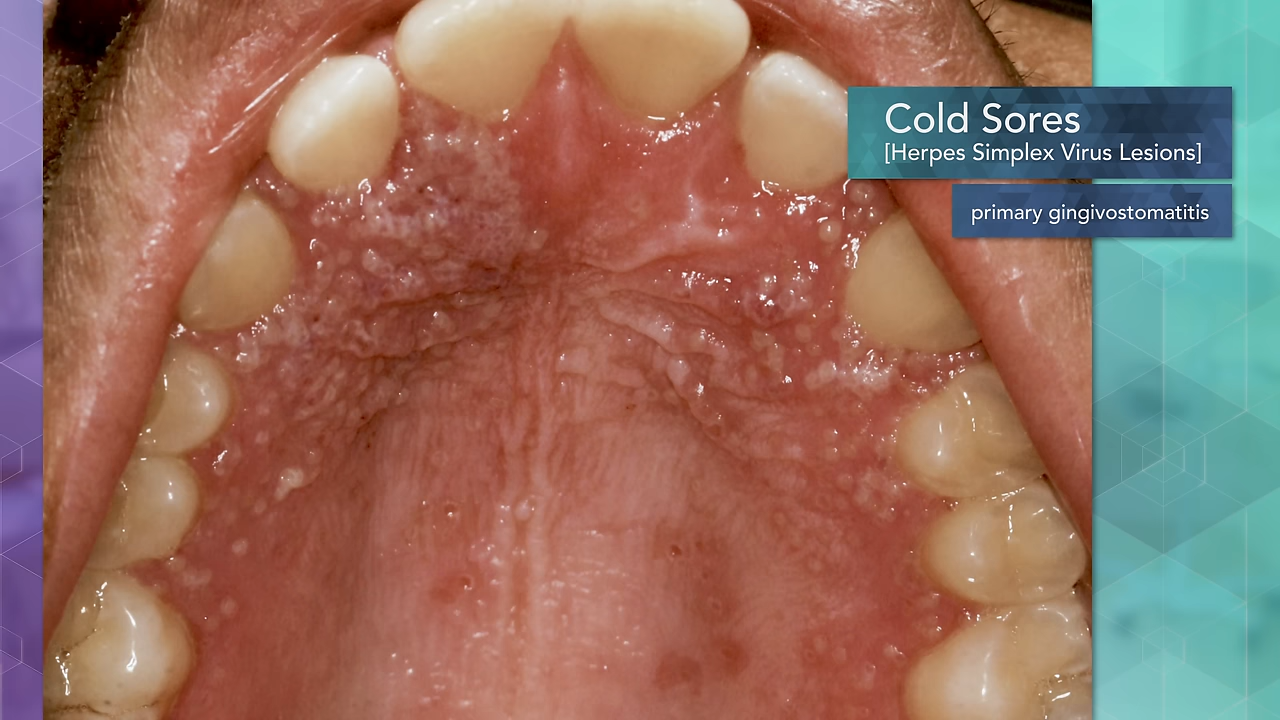 Cold Sores
[Herpes Simplex Virus Lesions]
primary gingivostomatitis